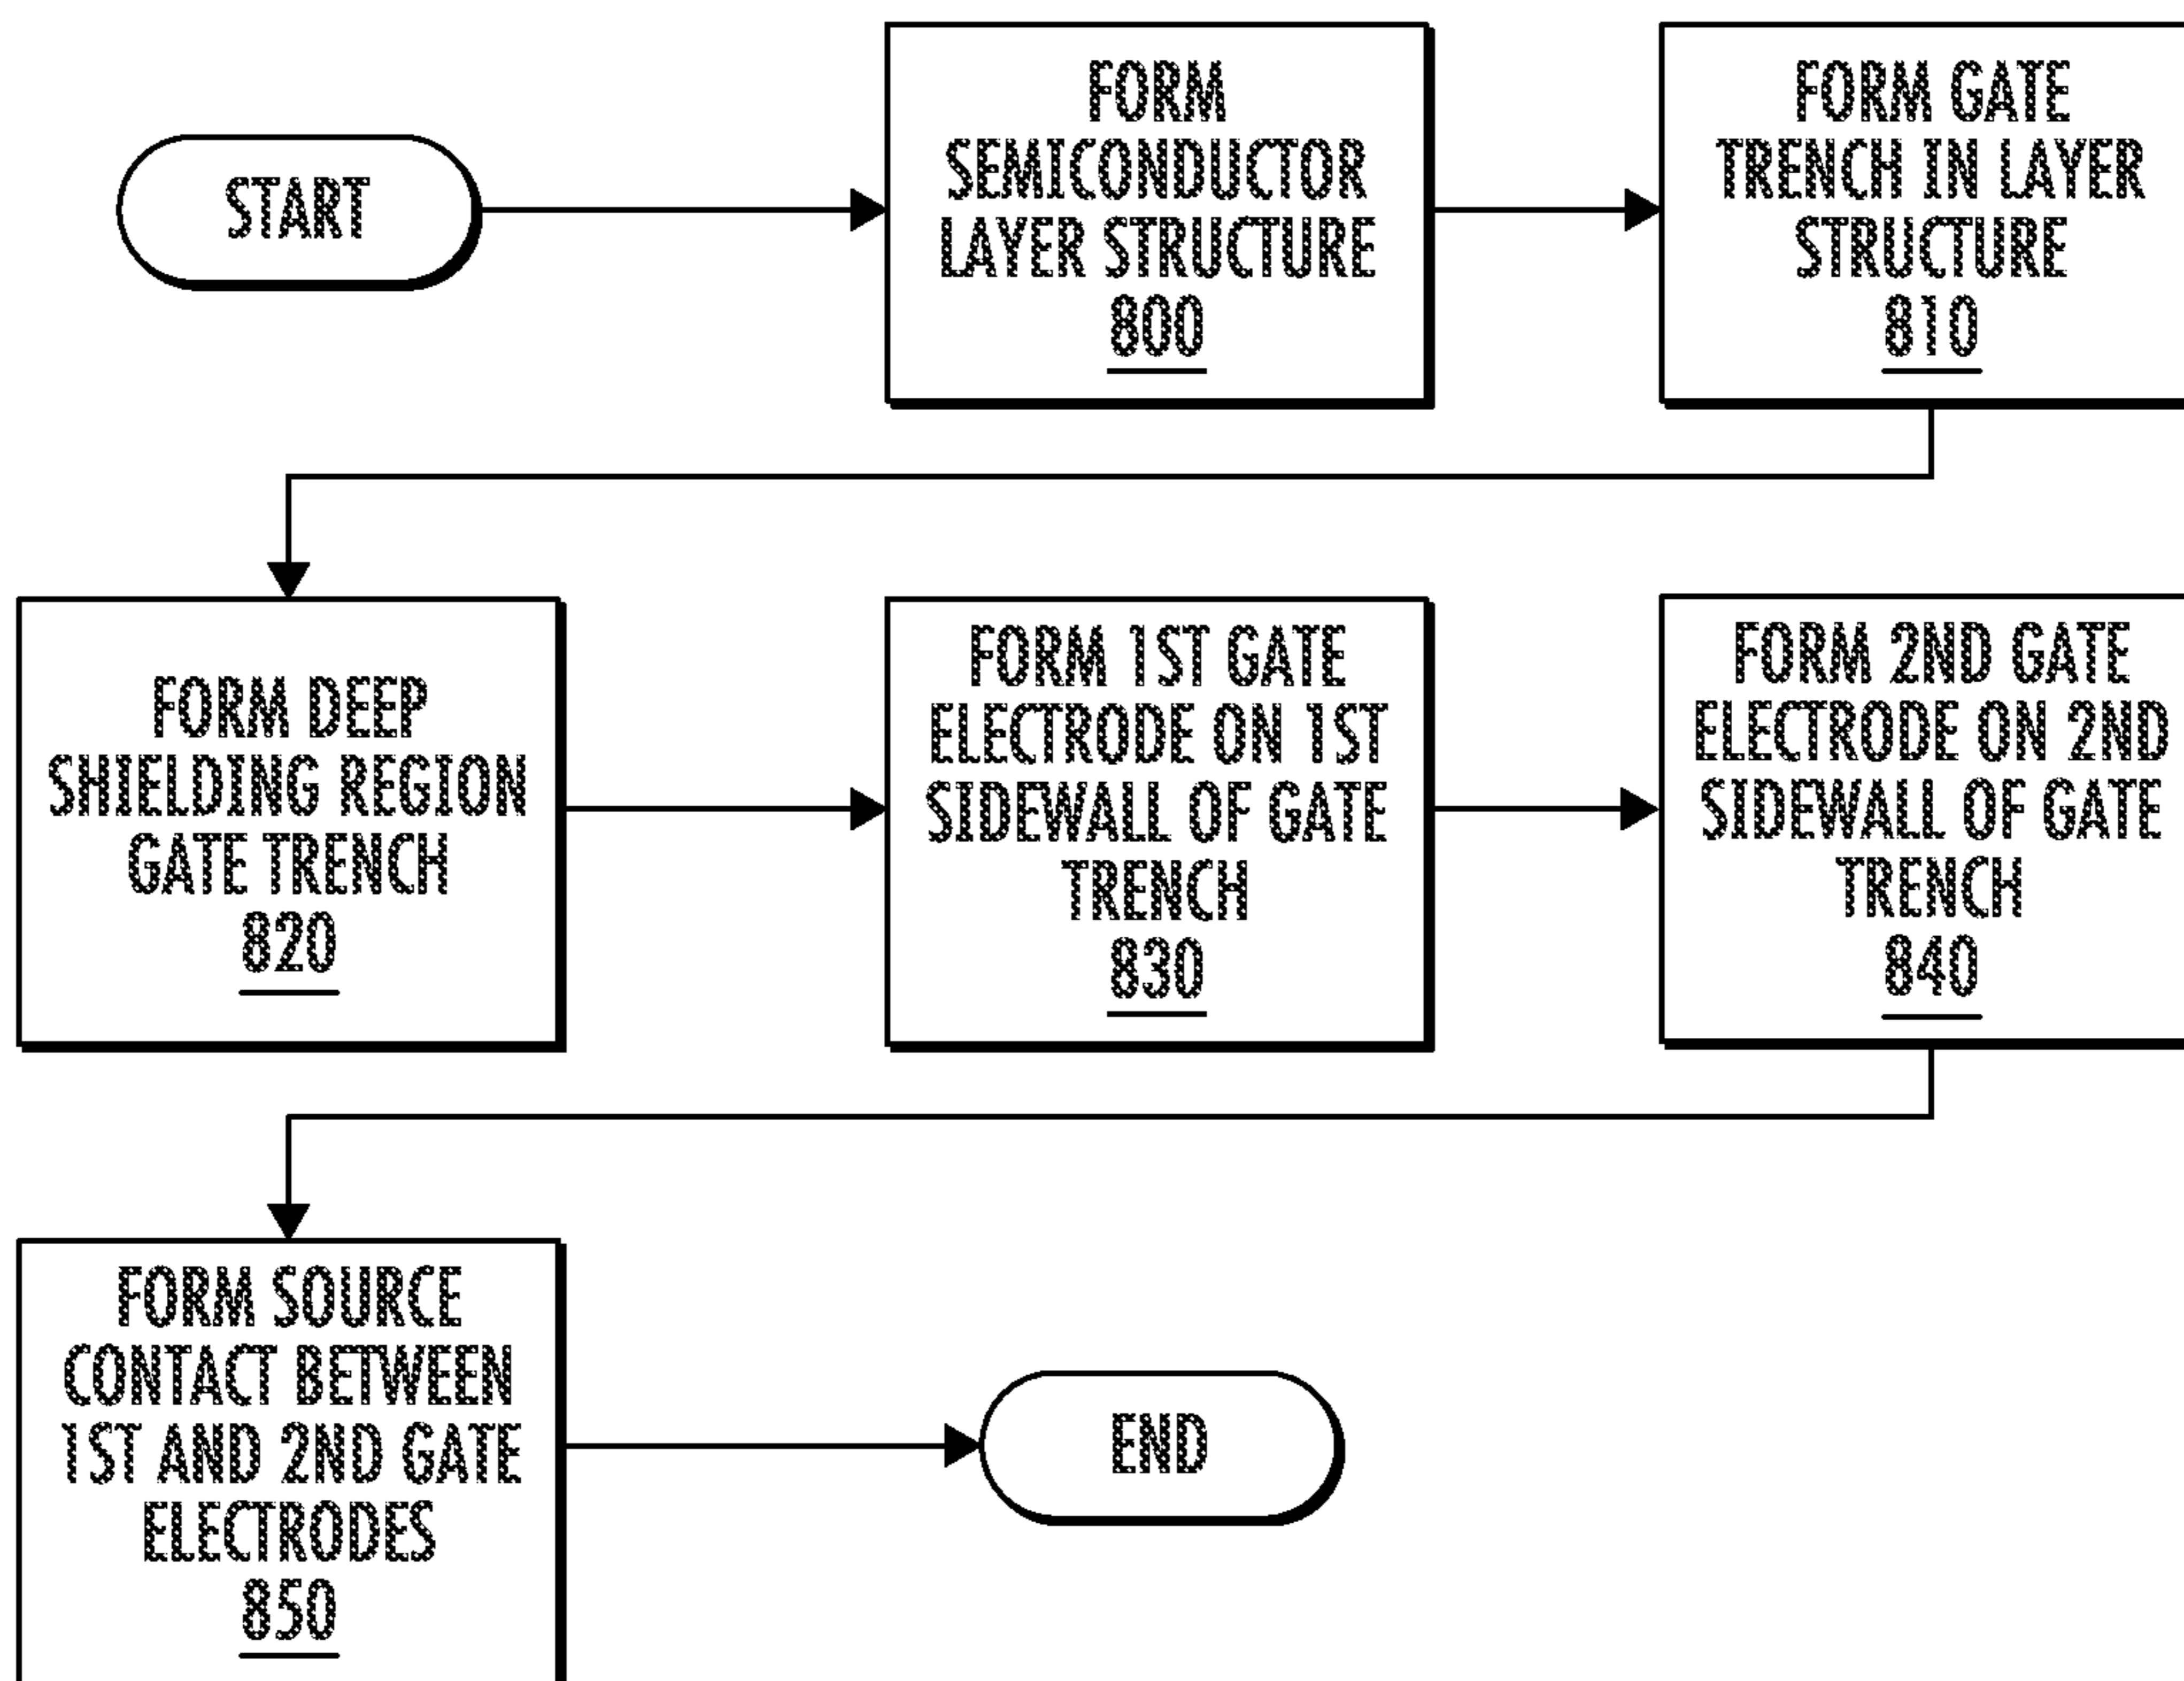 START
FORM
SEMICONDUCTOR
LAYER STRUCTURE
800
FORM GATE
TRENCH IN LAYER
STRUCTURE
810
FORM DEEP
SHIELDING REGION
GATE TRENCH
820
FORM 1ST GATE
ELECTRODE ON 1ST
SIDEWALL OF GATE
TRENCH
830
FORM 2ND GATE
ELECTRODE ON 2ND
SIDEWALL OF GATE
TRENCH
840
FORM SOURCE
CONTACT BETWEEN
1ST AND 2ND GATE
ELECTRODES
850
END